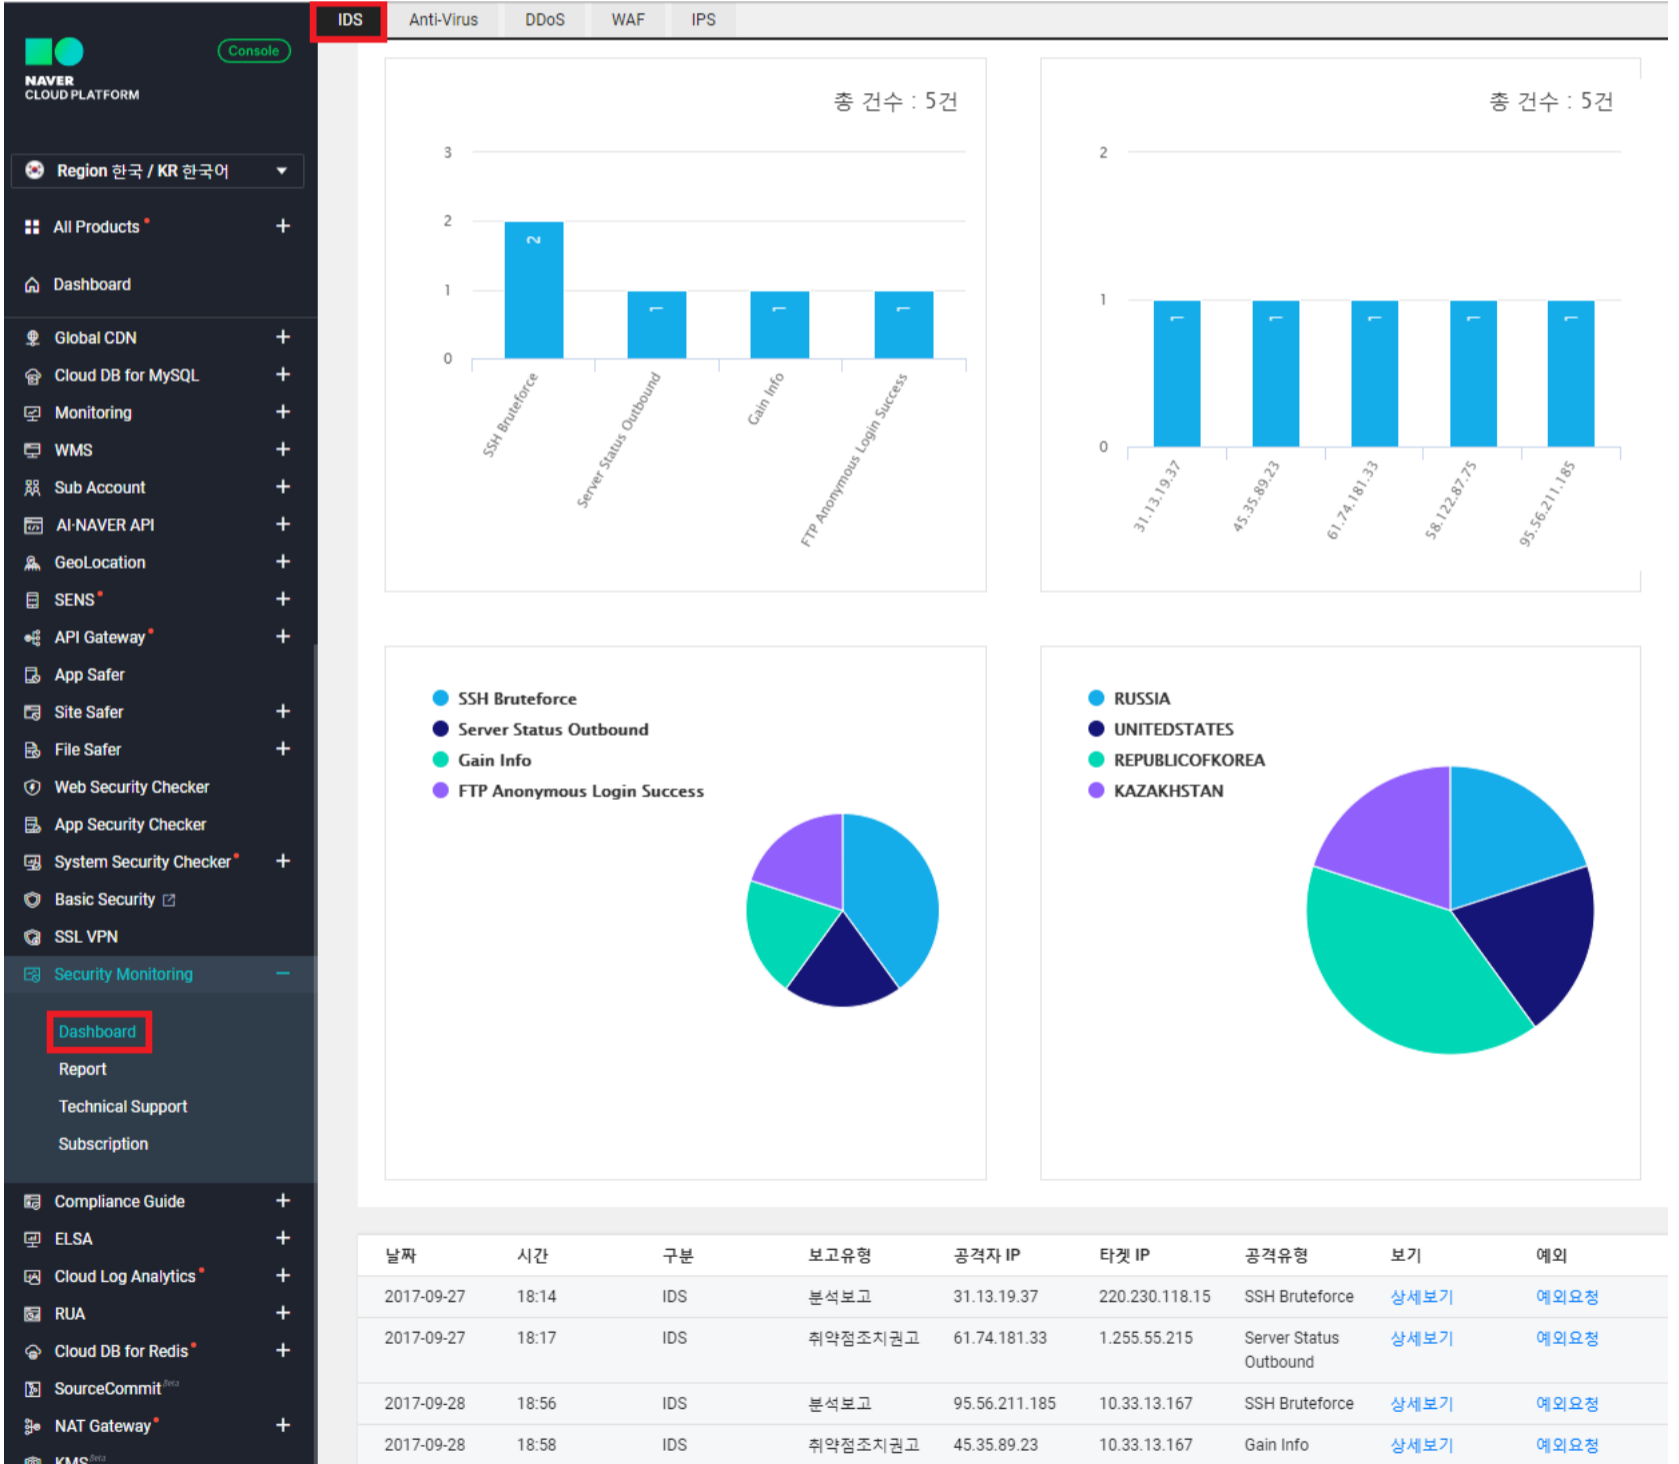 IDS Anti-Virus DDoS WAF IPS
Console
NAVER
CLOUD PLATFORM
Region 한국 / KR 한국어
All Products +
Dashboard
Global CDN +
Cloud DB for MySQL +
Monitoring +
WMS +
Sub Account +
AI·NAVER API +
GeoLocation +
SENS +
API Gateway +
App Safer
Site Safer +
File Safer +
Web Security Checker
App Security Checker
System Security Checker +
Basic Security
SSL VPN
Security Monitoring −
Dashboard
Report
Technical Support
Subscription
Compliance Guide +
ELSA +
Cloud Log Analytics +
RUA +
Cloud DB for Redis +
SourceCommit Beta
NAT Gateway +
KMS Beta
총 건수 : 5건
3
2
1
0
2
1
1
1
SSH Bruteforce
Server Status Outbound
Gain Info
FTP Anonymous Login Success
총 건수 : 5건
2
1
0
1
1
1
1
1
31.13.19.37
45.35.89.23
61.74.181.33
58.122.87.75
95.56.211.185
SSH Bruteforce
Server Status Outbound
Gain Info
FTP Anonymous Login Success
RUSSIA
UNITEDSTATES
REPUBLICOFKOREA
KAZAKHSTAN
날짜 시간 구분 보고유형 공격자 IP 타겟 IP 공격유형 보기 예외
2017-09-27 18:14 IDS 분석보고 31.13.19.37 220.230.118.15 SSH Bruteforce 상세보기 예외요청
2017-09-27 18:17 IDS 취약점조치권고 61.74.181.33 1.255.55.215 Server Status 상세보기 예외요청
Outbound
2017-09-28 18:56 IDS 분석보고 95.56.211.185 10.33.13.167 SSH Bruteforce 상세보기 예외요청
2017-09-28 18:58 IDS 취약점조치권고 45.35.89.23 10.33.13.167 Gain Info 상세보기 예외요청